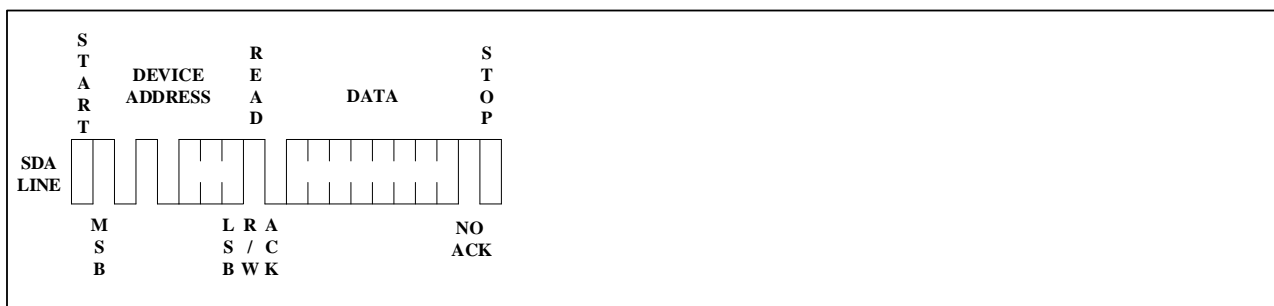 START
READ
STOP
DEVICE
ADDRESS
DATA
SDA
LINE
MSB
LSB
R/W
ACK
NO
ACK